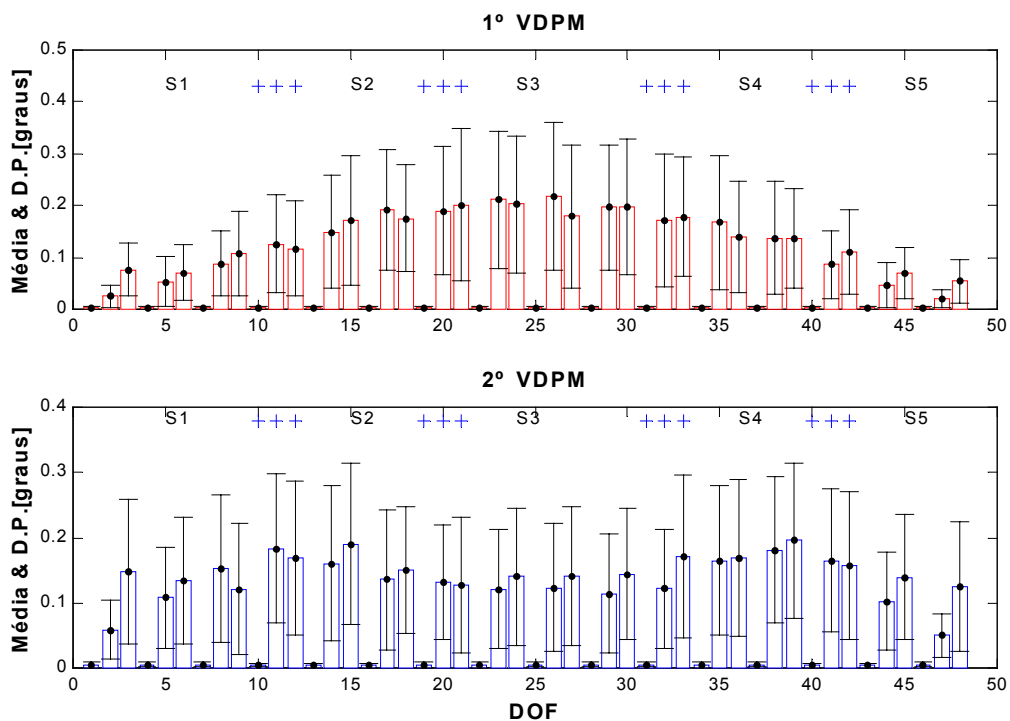 1º VDPM
Média & D.P.[graus]
0.5
0.4
0.3
0.2
0.1
0
S1 +++ S2 +++ S3 +++ S4 +++ S5
0 5 10 15 20 25 30 35 40 45 50
2º VDPM
Média & D.P.[graus]
0.4
0.3
0.2
0.1
0
S1 +++ S2 +++ S3 +++ S4 +++ S5
0 5 10 15 20 25 30 35 40 45 50
DOF